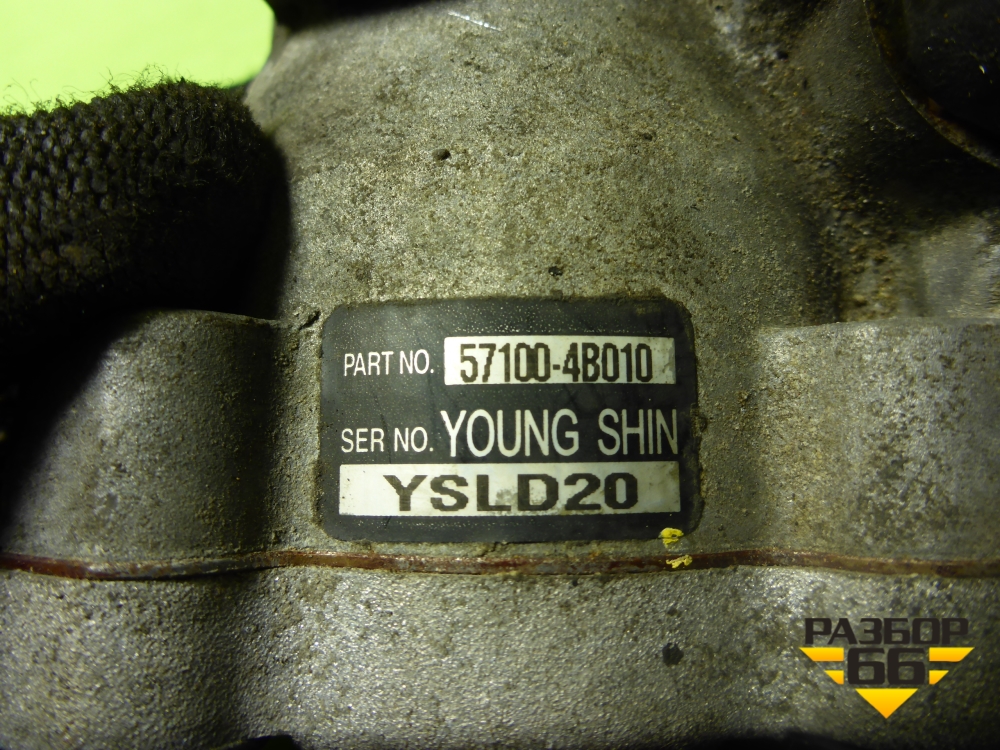 PART NO. 57100-4B010
SER NO. YOUNG SHIN
YSLD20
РАЗБОР
66